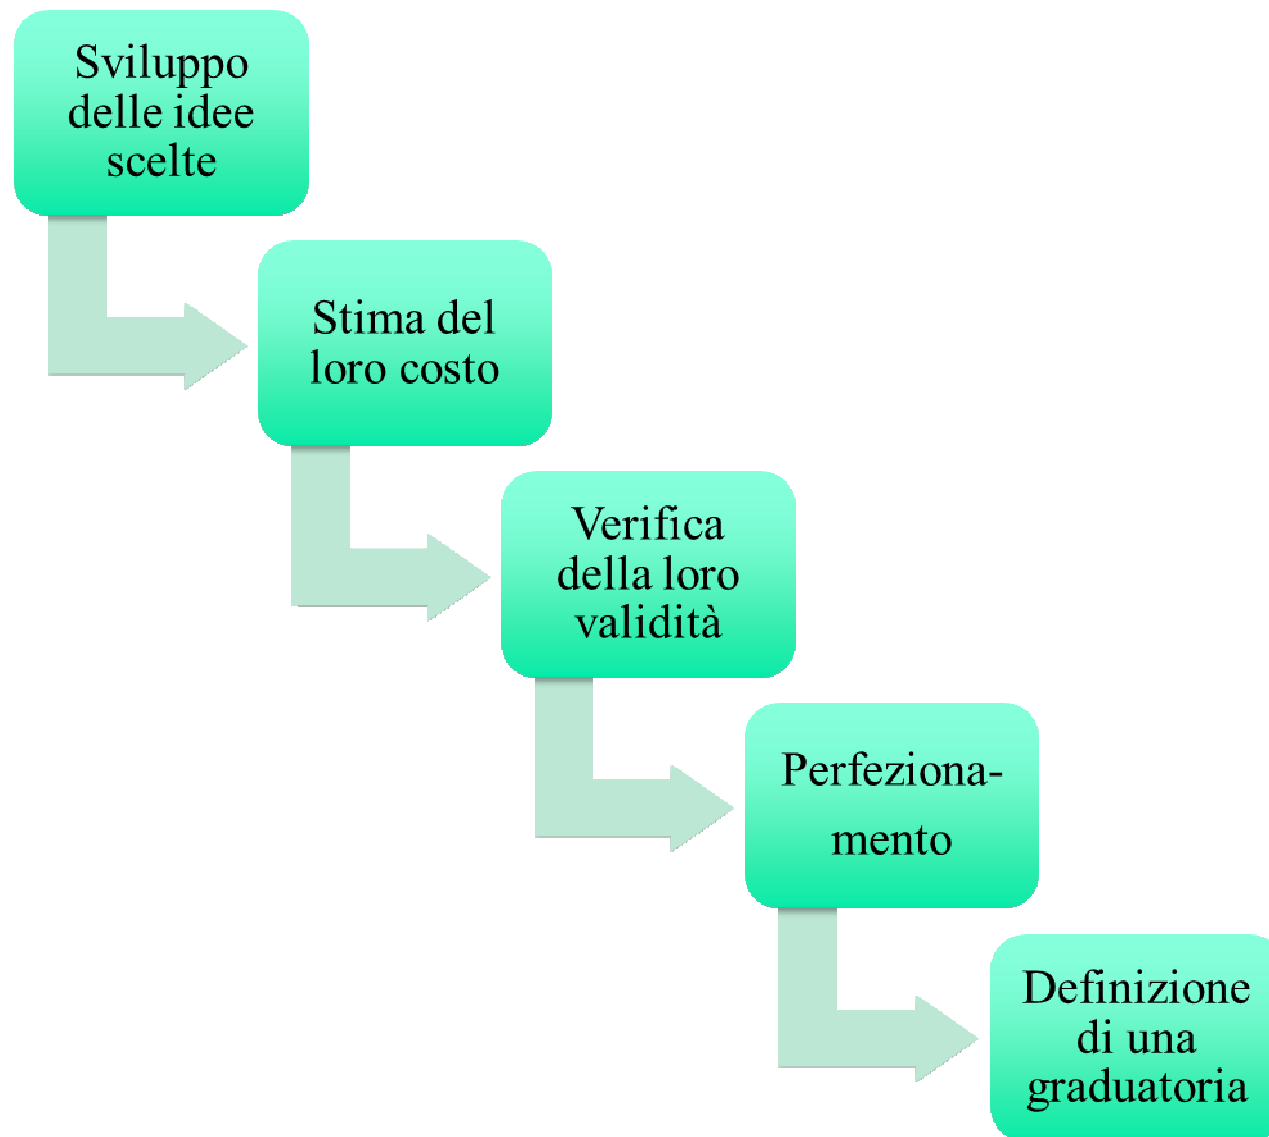 Sviluppo
delle idee
scelte
Stima del
loro costo
Verifica
della loro
validità
Perfeziona-
mento
Definizione
di una
graduatoria